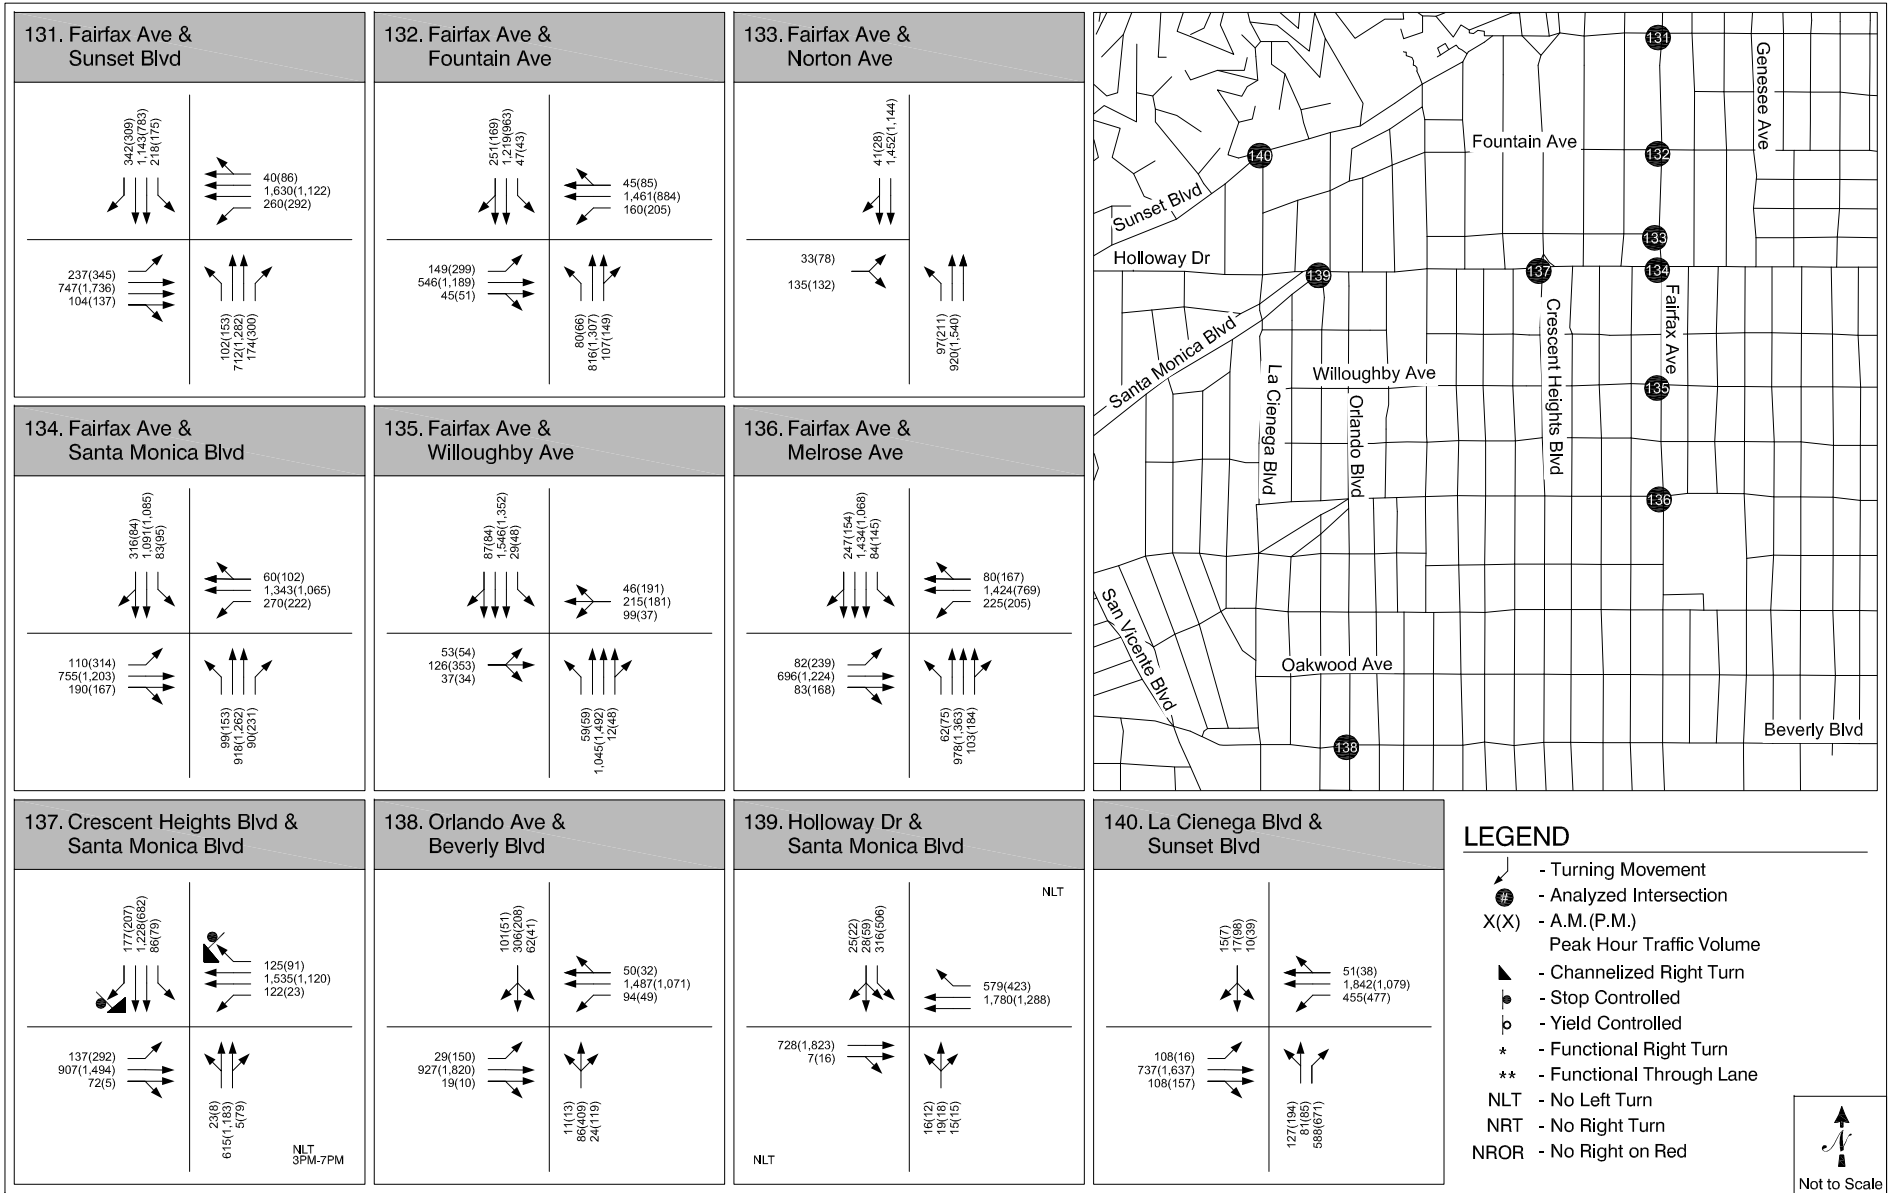 131. Fairfax Ave &
Sunset Blvd
342(309)
1,143(783)
218(175)
40(86)
1,630(1,122)
260(292)
237(345)
747(1,736)
104(137)
102(153)
712(1,282)
174(300)
132. Fairfax Ave &
Fountain Ave
251(169)
1,219(963)
47(43)
45(85)
1,461(884)
160(205)
149(299)
546(1,189)
45(51)
80(66)
816(1,307)
107(149)
133. Fairfax Ave &
Norton Ave
41(28)
1,452(1,144)
33(78)
135(132)
97(211)
920(1,540)
134. Fairfax Ave &
Santa Monica Blvd
316(84)
1,091(1,085)
83(95)
60(102)
1,343(1,065)
270(222)
110(314)
755(1,203)
190(167)
99(153)
918(1,262)
90(231)
135. Fairfax Ave &
Willoughby Ave
87(84)
1,546(1,352)
29(48)
46(191)
215(181)
99(37)
53(54)
126(353)
37(34)
59(59)
1,045(1,492)
12(48)
136. Fairfax Ave &
Melrose Ave
247(154)
1,434(1,068)
84(145)
80(167)
1,424(769)
225(205)
82(239)
696(1,224)
83(168)
62(75)
978(1,363)
103(184)
137. Crescent Heights Blvd &
Santa Monica Blvd
177(207)
1,228(682)
86(79)
125(91)
1,535(1,120)
122(23)
137(292)
907(1,494)
72(5)
23(8)
615(1,183)
5(79)
NLT
3PM-7PM
138. Orlando Ave &
Beverly Blvd
101(51)
306(208)
62(41)
50(32)
1,487(1,071)
94(49)
29(150)
927(1,820)
19(10)
11(13)
86(409)
24(119)
139. Holloway Dr &
Santa Monica Blvd
NLT
25(22)
28(59)
316(506)
579(423)
1,780(1,288)
728(1,823)
7(16)
16(12)
19(18)
15(15)
NLT
140. La Cienega Blvd &
Sunset Blvd
15(7)
17(98)
10(39)
51(38)
1,842(1,079)
455(477)
108(16)
737(1,637)
108(157)
127(194)
81(85)
588(671)
131
Genesee Ave
Fountain Ave
132
140
Sunset Blvd
133
Holloway Dr
139
137
134
Santa Monica Blvd
Crescent Heights Blvd
Fairfax Ave
La Cienega Blvd
Willoughby Ave
135
Orlando Blvd
136
San Vicente Blvd
Oakwood Ave
Beverly Blvd
138
LEGEND
- Turning Movement
# - Analyzed Intersection
X(X) - A.M.(P.M.)
Peak Hour Traffic Volume
- Channelized Right Turn
- Stop Controlled
- Yield Controlled
* - Functional Right Turn
** - Functional Through Lane
NLT - No Left Turn
NRT - No Right Turn
NROR - No Right on Red
N
Not to Scale